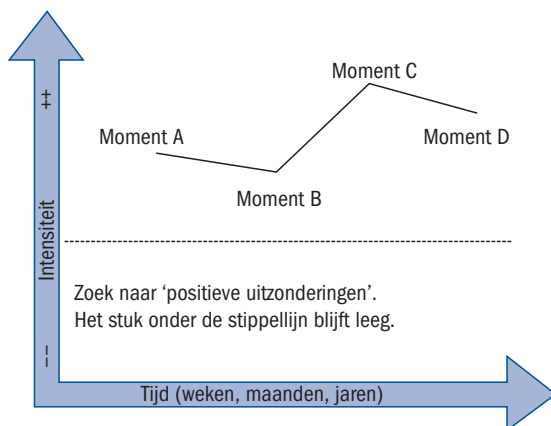 Moment C
++
Moment A
Moment D
Moment B
Intensiteit
Zoek naar ‘positieve uitzonderingen’.
Het stuk onder de stippellijn blijft leeg.
––
Tijd (weken, maanden, jaren)